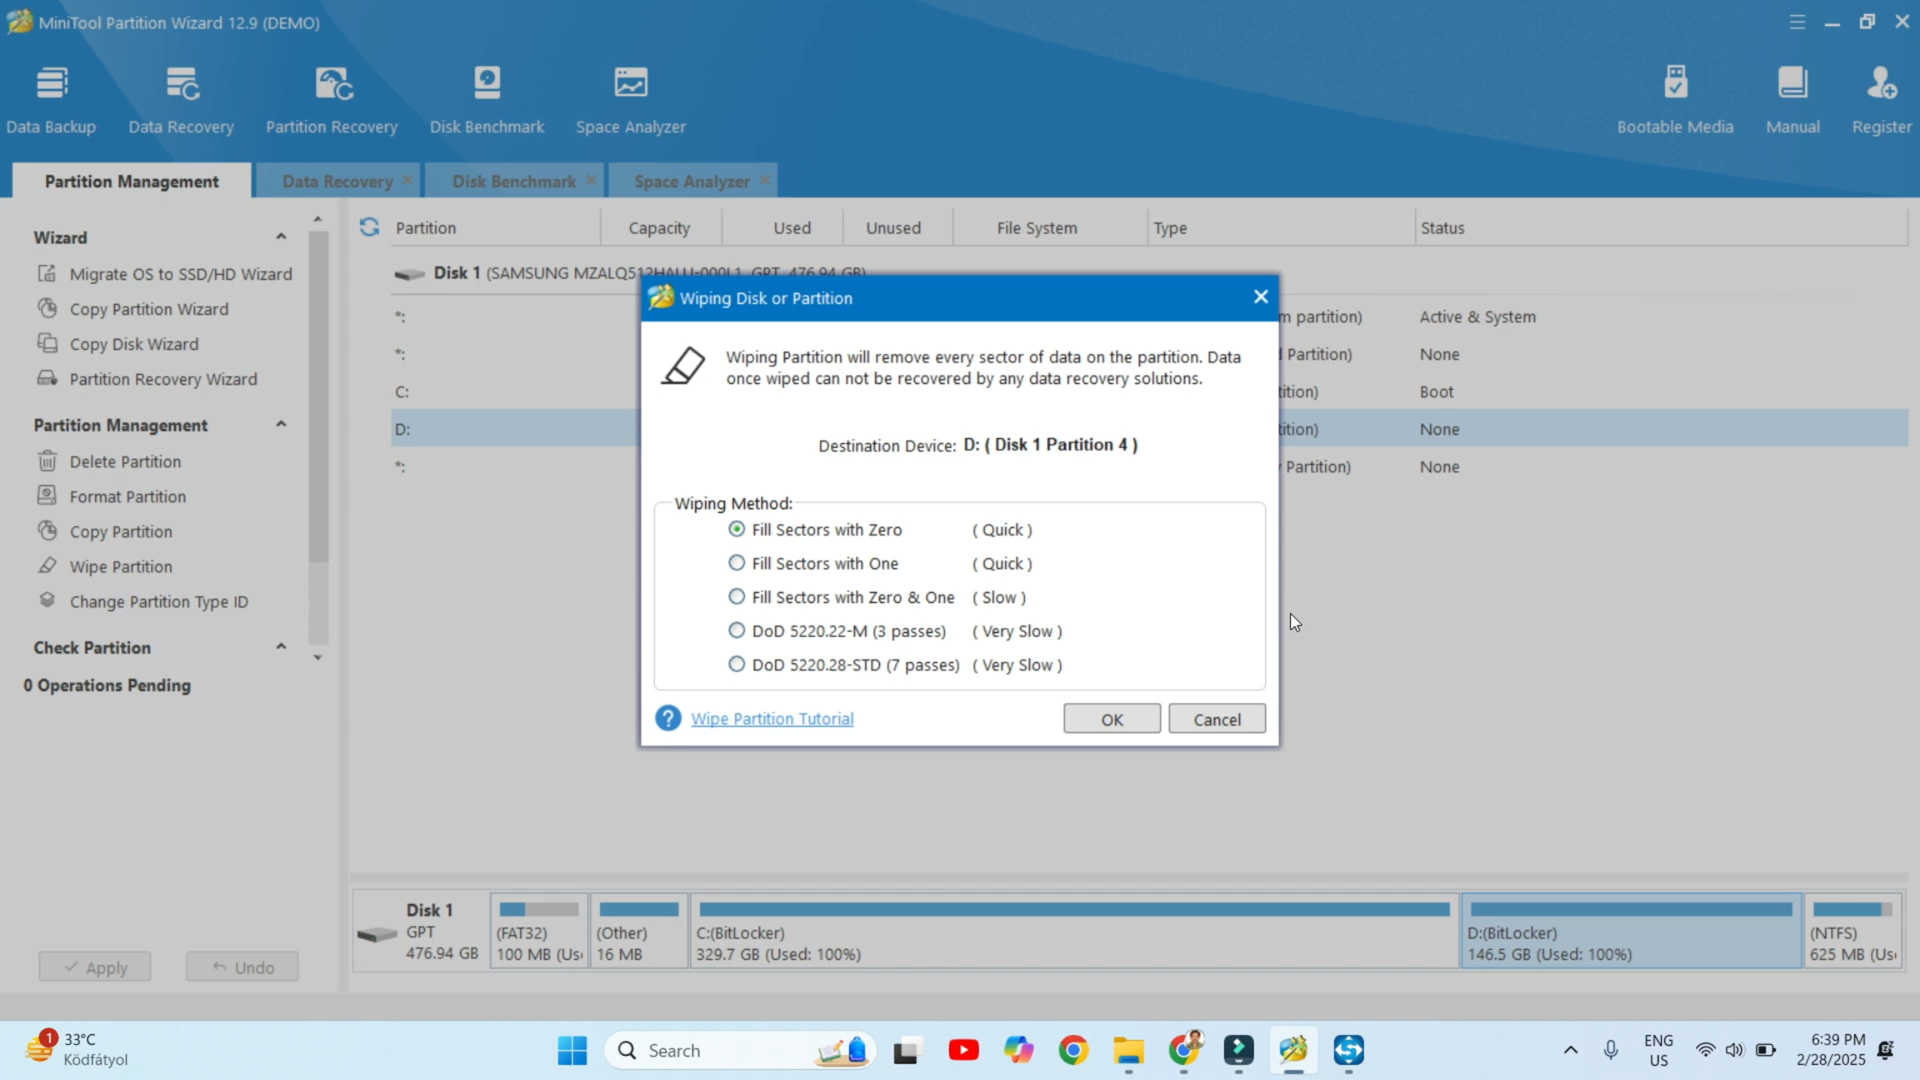 MiniTool Partition Wizard 12.9 (DEMO)
Data Backup
Data Recovery
Partition Recovery
Disk Benchmark
Space Analyzer
Bootable Media
Manual
Register
Partition Management
Data Recovery
Disk Benchmark
Space Analyzer
Wizard
Migrate OS to SSD/HD Wizard
Copy Partition Wizard
Copy Disk Wizard
Partition Recovery Wizard
Partition Management
Delete Partition
Format Partition
Copy Partition
Wipe Partition
Change Partition Type ID
Check Partition
0 Operations Pending
Apply
Undo
Partition Capacity Used Unused File System Type Status
Disk 1 (SAMSUNG MZALQ512HALU-000L1, GPT, 476.94 GB)
*: m partition) Active & System
*: Partition) None
C: tition) Boot
D: tition) None
*: Partition) None
Wiping Disk or Partition
Wiping Partition will remove every sector of data on the partition. Data
once wiped can not be recovered by any data recovery solutions.
Destination Device: D: ( Disk 1 Partition 4 )
Wiping Method:
Fill Sectors with Zero ( Quick )
Fill Sectors with One ( Quick )
Fill Sectors with Zero & One ( Slow )
DoD 5220.22-M (3 passes) ( Very Slow )
DoD 5220.28-STD (7 passes) ( Very Slow )
? Wipe Partition Tutorial
OK
Cancel
Disk 1
GPT
476.94 GB
(FAT32)
100 MB (Us
(Other)
16 MB
C:(BitLocker)
329.7 GB (Used: 100%)
D:(BitLocker)
146.5 GB (Used: 100%)
(NTFS)
625 MB (Us
1
33°C
Ködfátyol
Search
ENG
US
6:39 PM
2/28/2025